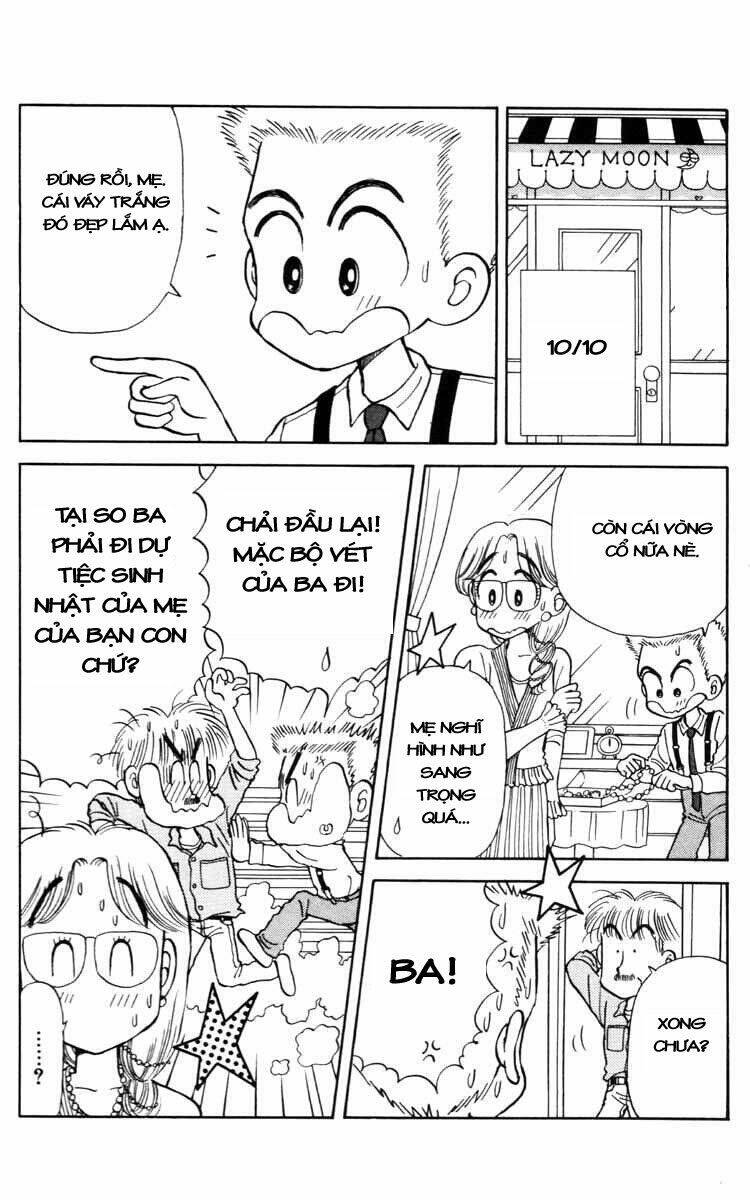 LAZY MOON
10/10
ĐÚNG RỒI, MẸ.
CÁI VÁY TRẮNG
ĐÓ ĐẸP LẮM Ạ.
CÒN CÁI VÒNG
CỔ NỮA NÈ.
MẸ NGHĨ
HÌNH NHƯ
SANG
TRỌNG
QUÁ...
XONG
CHƯA?
BA!
CHẢI ĐẦU LẠI!
MẶC BỘ VÉT
CỦA BA ĐI!
TẠI SO BA
PHẢI ĐI DỰ
TIỆC SINH
NHẬT CỦA MẸ
CỦA BẠN CON
CHỨ?
......?